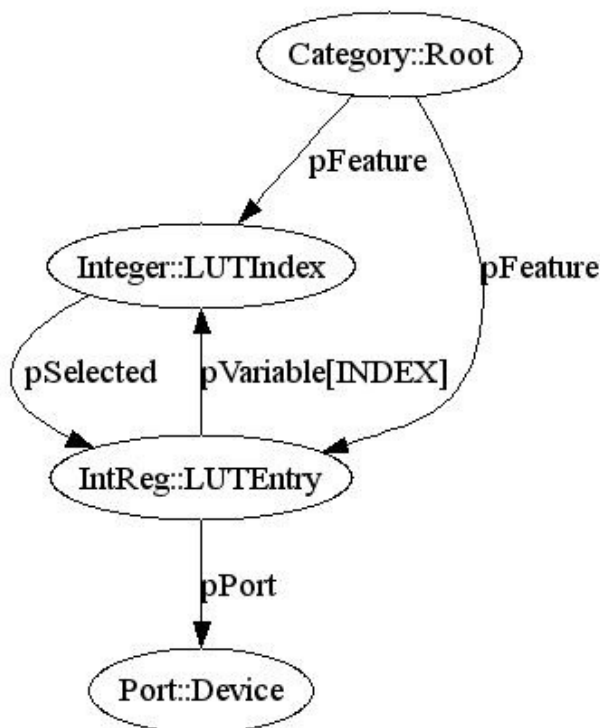 Category::Root
pFeature
Integer::LUTIndex
pFeature
pSelected
pVariable[INDEX]
IntReg::LUTEntry
pPort
Port::Device